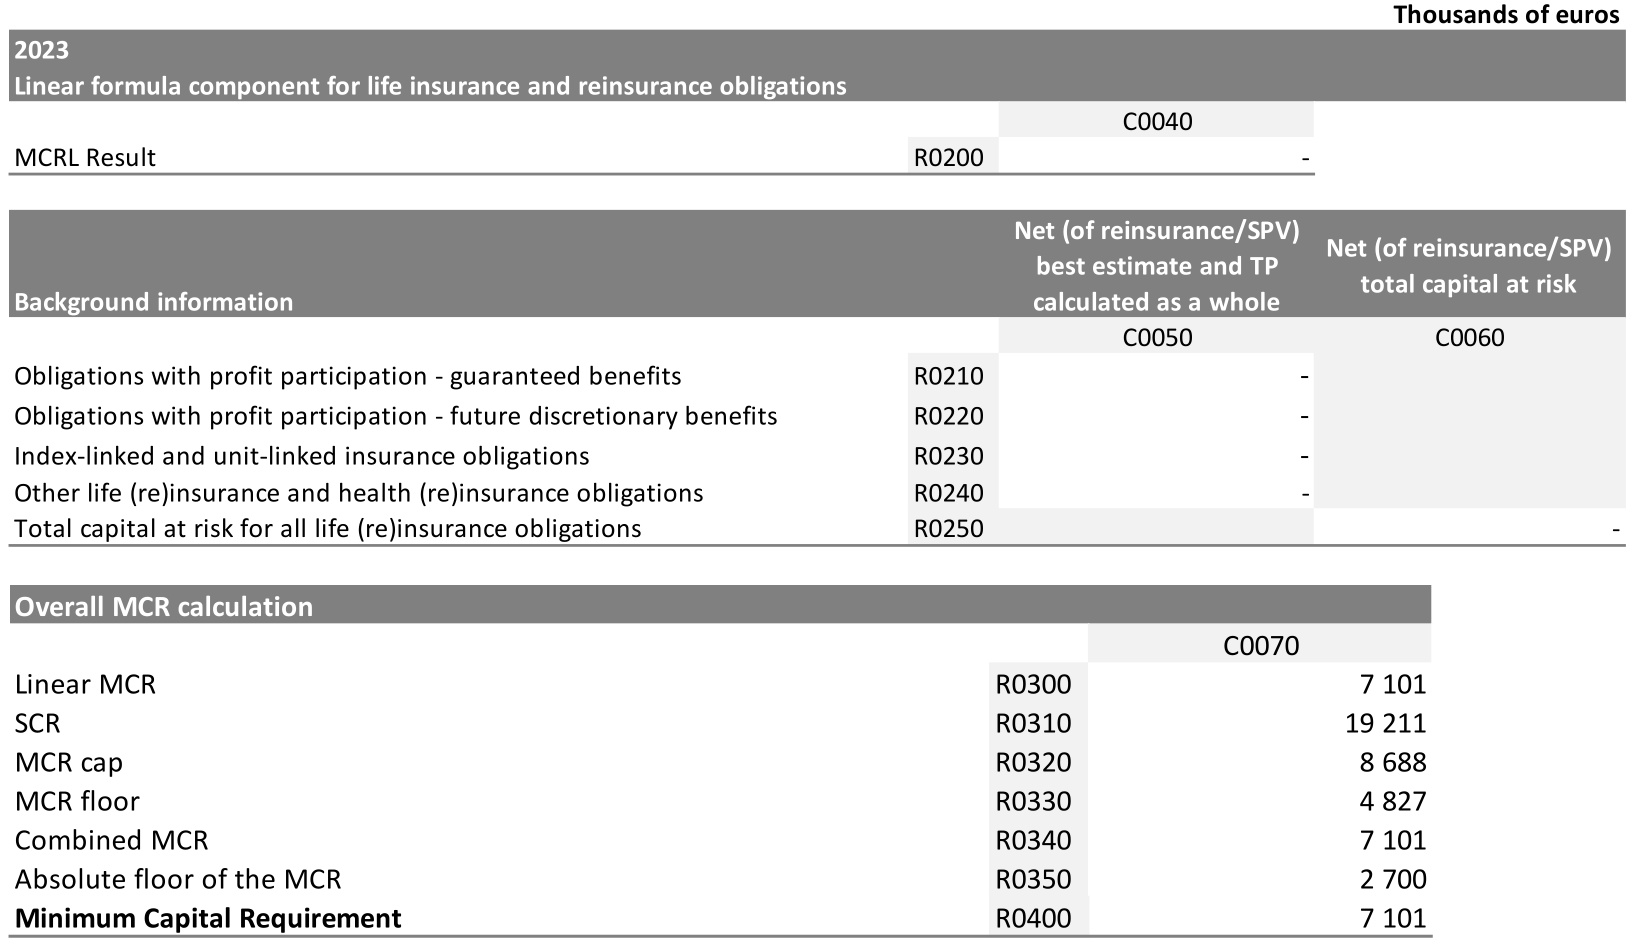 Thousands of euros
2023
Linear formula component for life insurance and reinsurance obligations
C0040
MCRL Result R0200 -
Background information
Net (of reinsurance/SPV)
best estimate and TP
calculated as a whole
Net (of reinsurance/SPV)
total capital at risk
C0050 C0060
Obligations with profit participation - guaranteed benefits R0210 -
Obligations with profit participation - future discretionary benefits R0220 -
Index-linked and unit-linked insurance obligations R0230 -
Other life (re)insurance and health (re)insurance obligations R0240 -
Total capital at risk for all life (re)insurance obligations R0250 -
Overall MCR calculation
C0070
Linear MCR R0300 7 101
SCR R0310 19 211
MCR cap R0320 8 688
MCR floor R0330 4 827
Combined MCR R0340 7 101
Absolute floor of the MCR R0350 2 700
Minimum Capital Requirement R0400 7 101